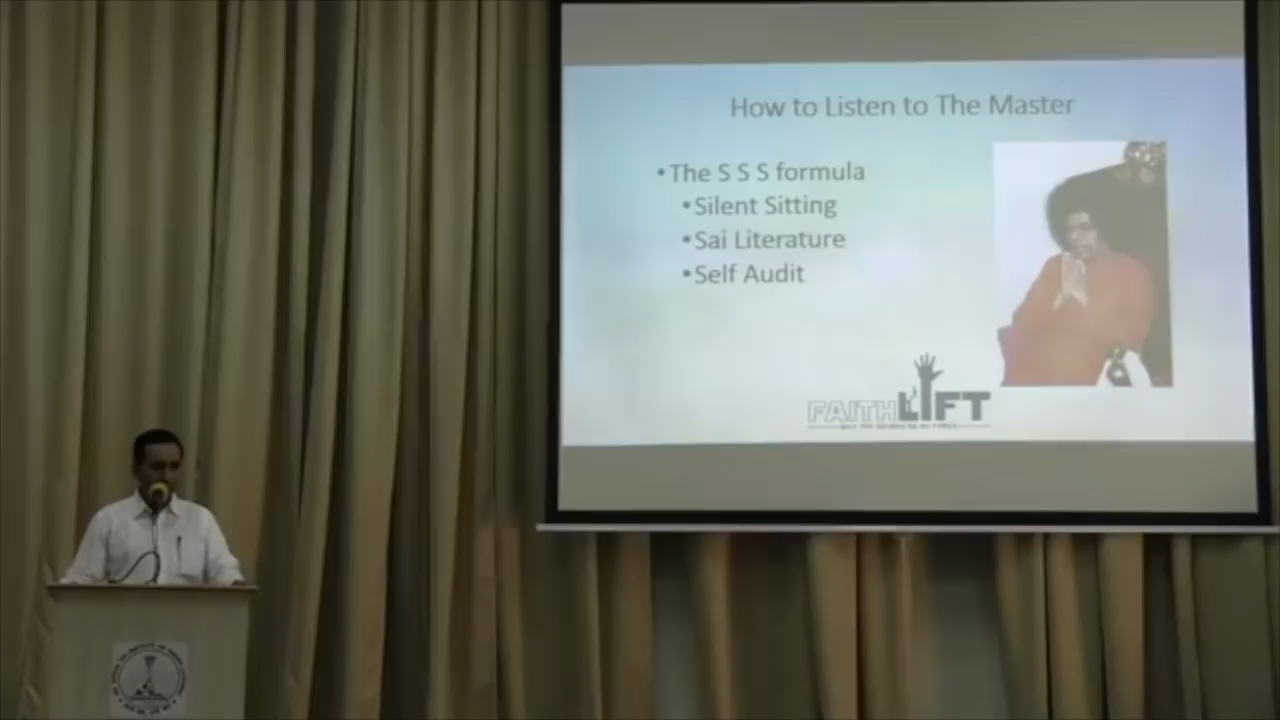 How to Listen to The Master
•The S S S formula
•Silent Sitting
•Sai Literature
•Self Audit
FAITHLIFT